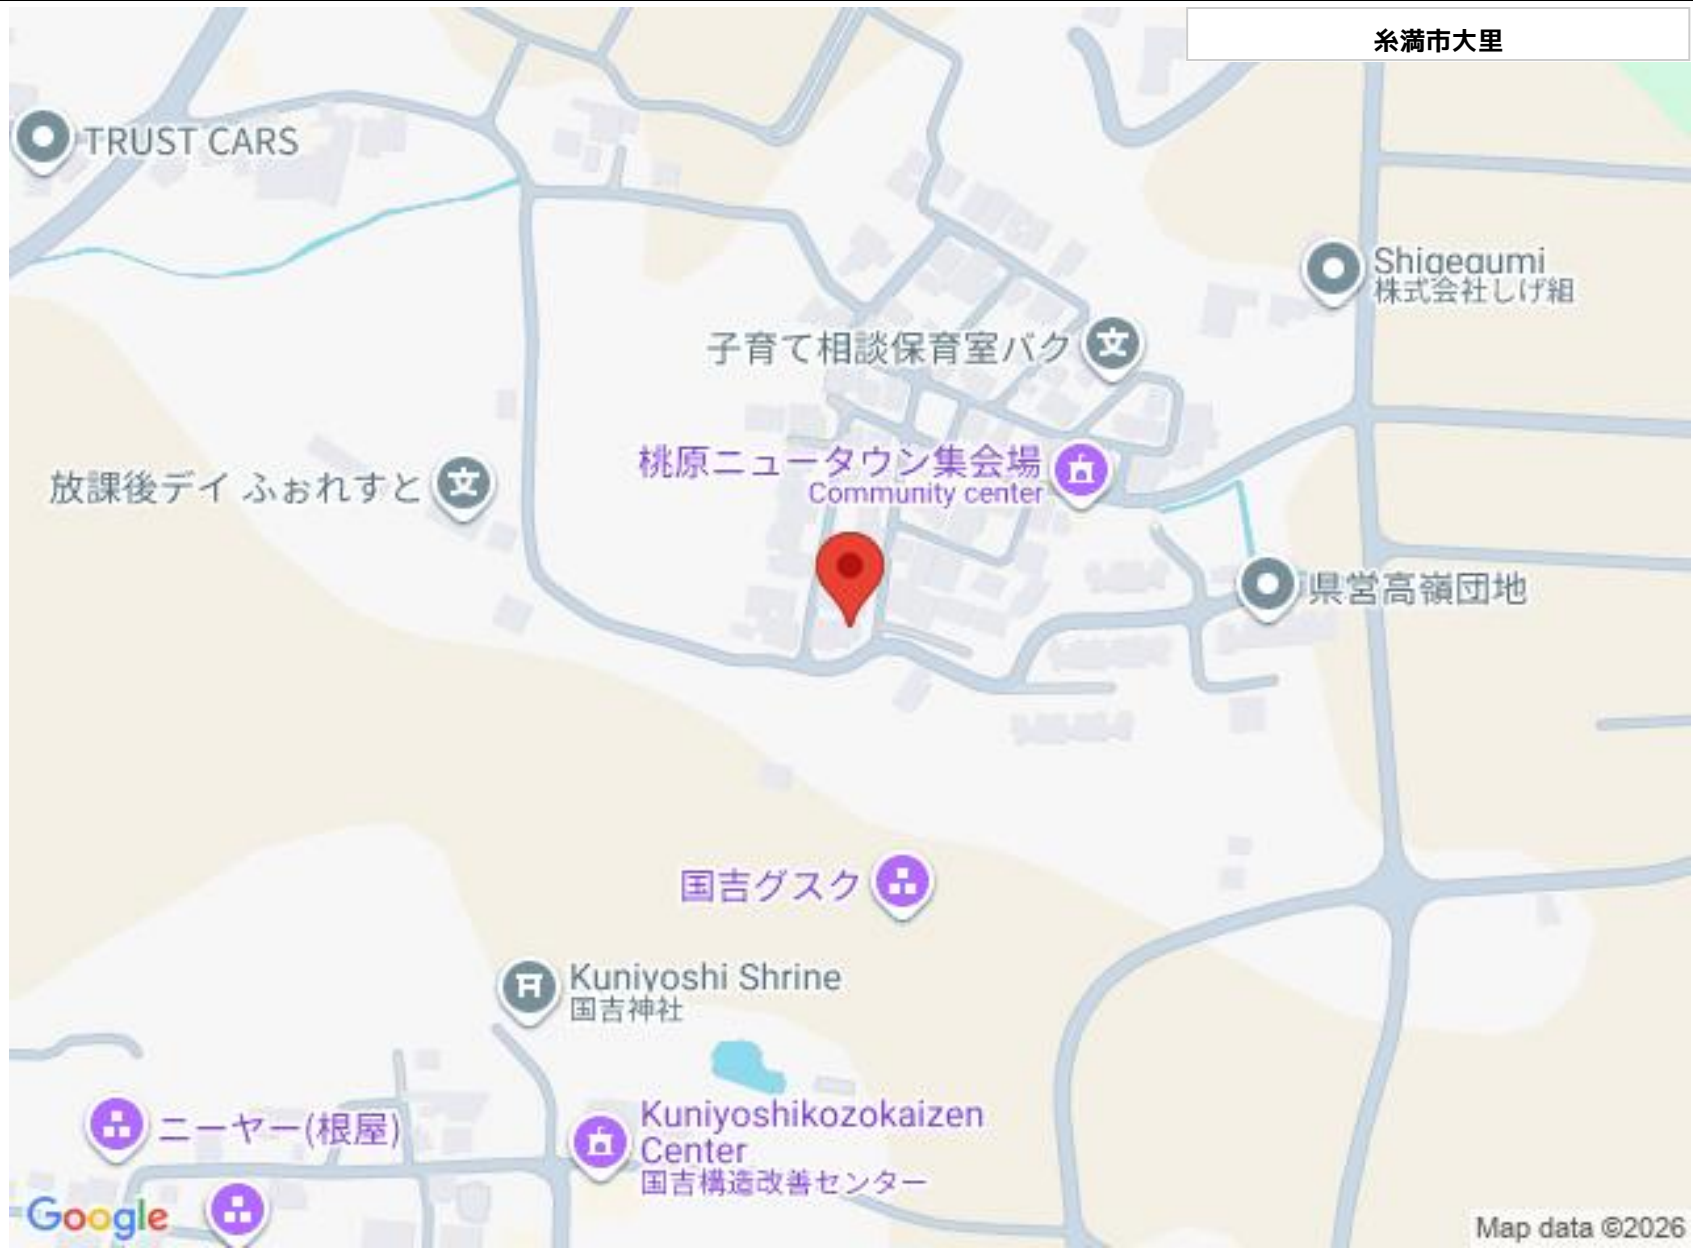 糸満市大里
TRUST CARS
Shigegumi
株式会社しげ組
子育て相談保育室バク
桃原ニュータウン集会場
Community center
放課後デイ ふぉれすと
県営高嶺団地
国吉グスク
Kuniyoshi Shrine
国吉神社
Kuniyoshikozokaizen
Center
国吉構造改善センター
ニーヤー(根屋)
Google
Map data ©2026